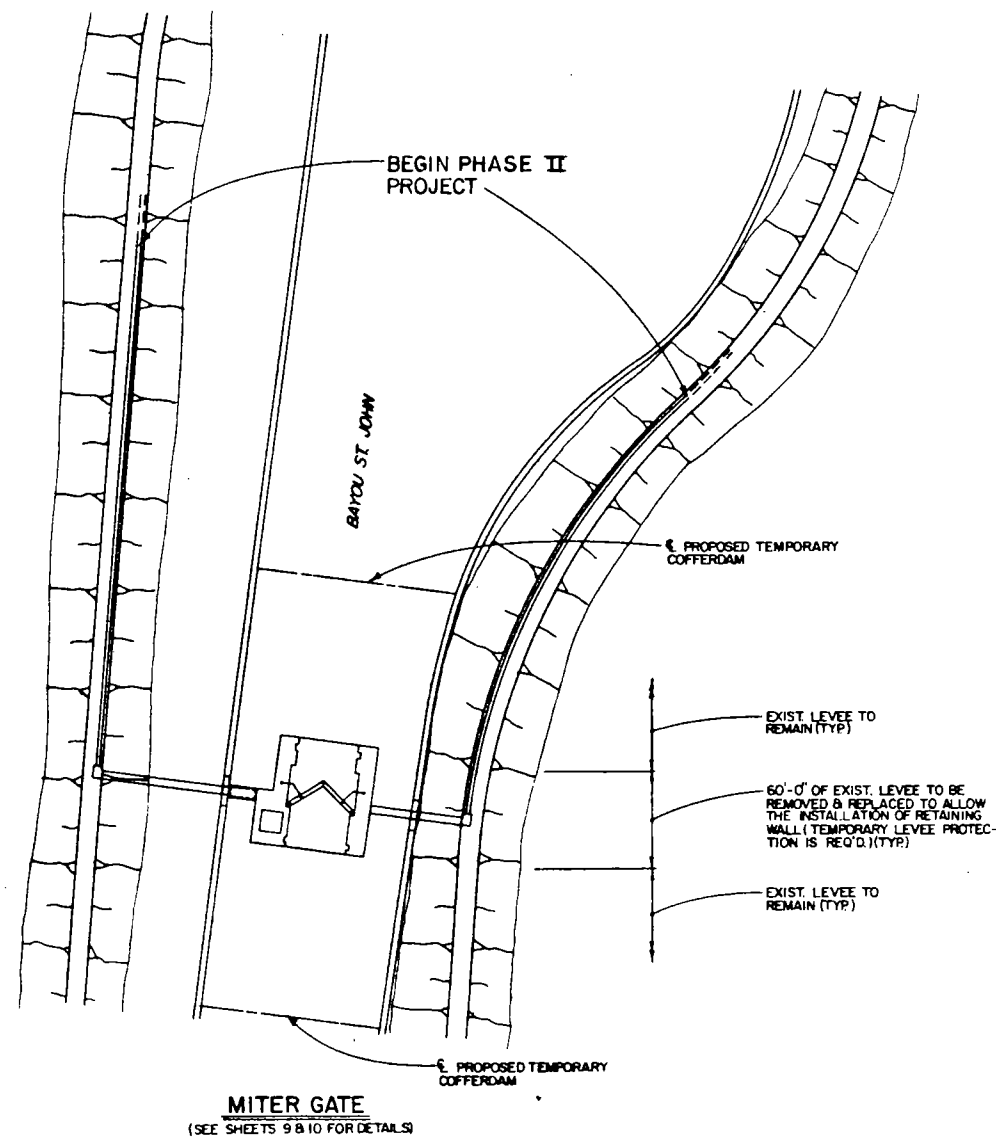 BEGIN PHASE II
PROJECT
BAYOU ST. JOHN
℄ PROPOSED TEMPORARY
COFFERDAM
EXIST. LEVEE TO
REMAIN (TYP.)
60'-0" OF EXIST. LEVEE TO BE
REMOVED & REPLACED TO ALLOW
THE INSTALLATION OF RETAINING
WALL (TEMPORARY LEVEE PROTEC-
TION IS REQ'D.) (TYP.)
EXIST. LEVEE TO
REMAIN (TYP.)
℄ PROPOSED TEMPORARY
COFFERDAM
MITER GATE
(SEE SHEETS 9 & 10 FOR DETAILS)